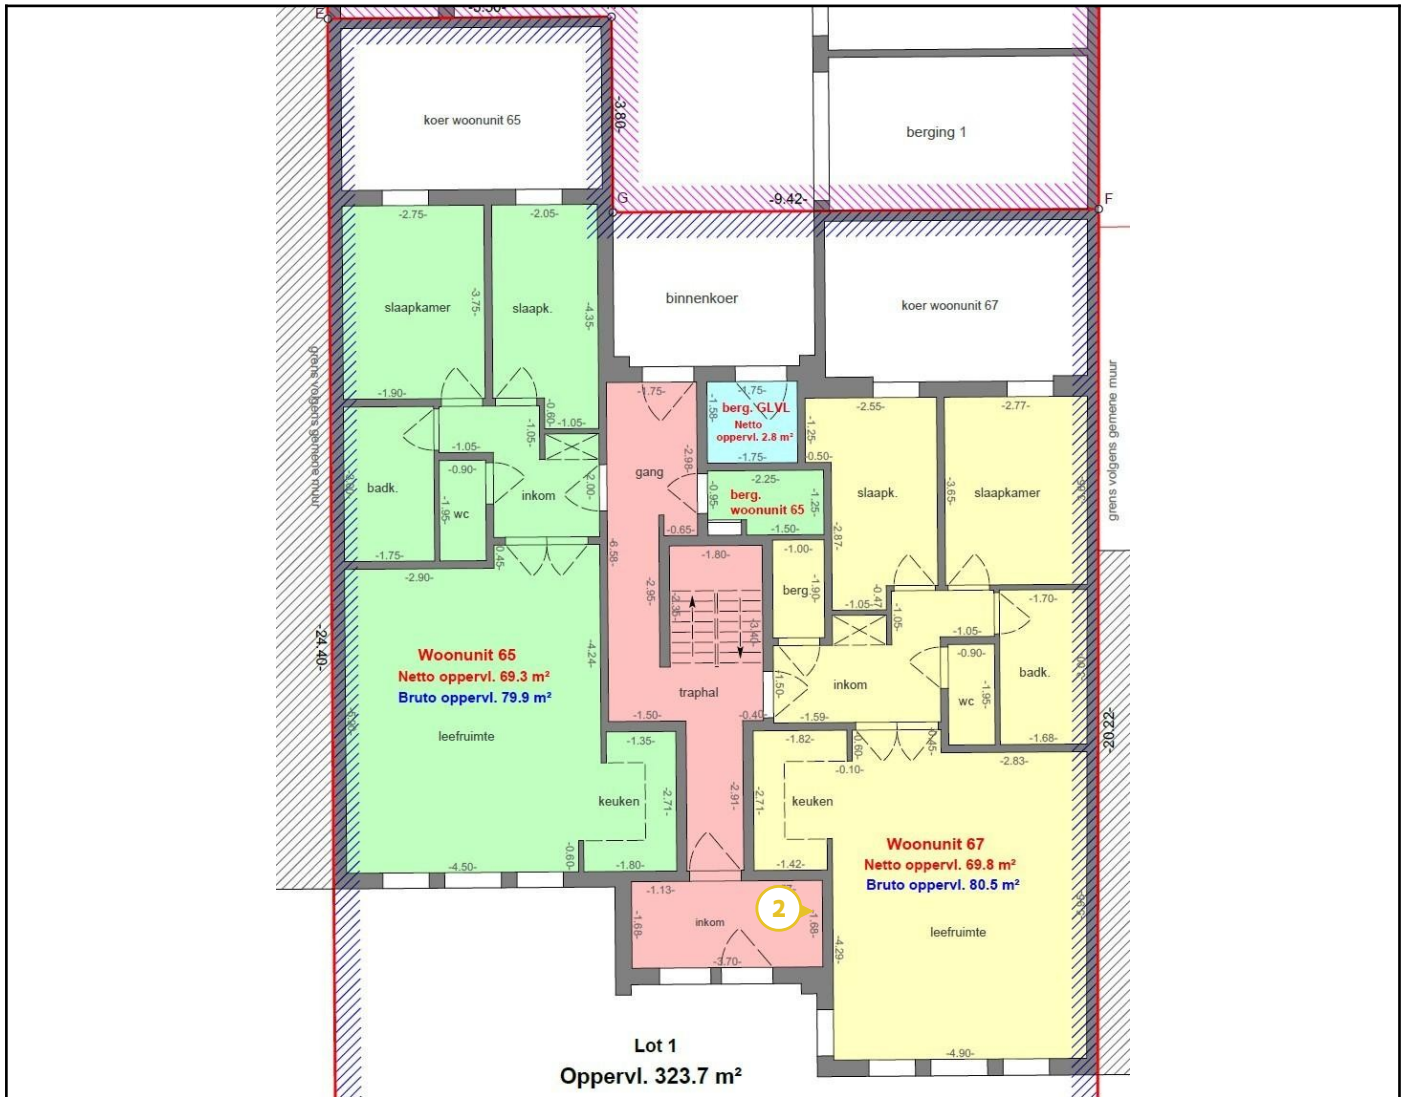 E
-5.50-
koer woonunit 65
-3.80-
berging 1
G
-9.42-
F
-2.75-
-2.05-
slaapkamer
-3.75-
slaapk.
-4.35-
binnenkoer
koer woonunit 67
grens volgens gemene muur
grens volgens gemene muur
-1.90-
-0.60-
-1.05-
-1.05-
-1.05-
-1.75-
-1.75-
-1.58-
berg. GLVL
Netto
oppervl. 2.8 m²
-1.75-
-2.55-
-2.77-
-1.25-
-0.50-
badk.
-0.90-
-1.95-
wc
inkom
-2.00-
gang
-2.98-
-0.95-
-2.25-
berg.
woonunit 65
-1.25-
-1.50-
slaapk.
-3.65-
slaapkamer
-1.75-
-0.45-
-2.90-
-6.58-
-0.65-
-1.80-
-1.00-
-2.87-
-2.95-
-2.35-
-3.40-
berg.
-1.90-
-1.05-
-0.47
-1.05-
-1.70-
-1.05-
-24.40-
Woonunit 65
Netto oppervl. 69.3 m²
Bruto oppervl. 79.9 m²
leefruimte
-4.24-
traphal
-1.50-
-0.40-
-1.50-
inkom
-1.59-
-0.90-
wc
-1.95-
badk.
-1.68-
-20.22-
-1.35-
keuken
-2.71-
-2.91-
-1.82-
-0.60-
-0.10-
-0.45-
-2.83-
-2.71-
keuken
-4.50-
-0.60-
-1.80-
-1.42-
Woonunit 67
Netto oppervl. 69.8 m²
Bruto oppervl. 80.5 m²
leefruimte
-1.13-
-1.68-
inkom
2
-1.68-
-3.70-
-4.29-
-4.90-
Lot 1
Oppervl. 323.7 m²